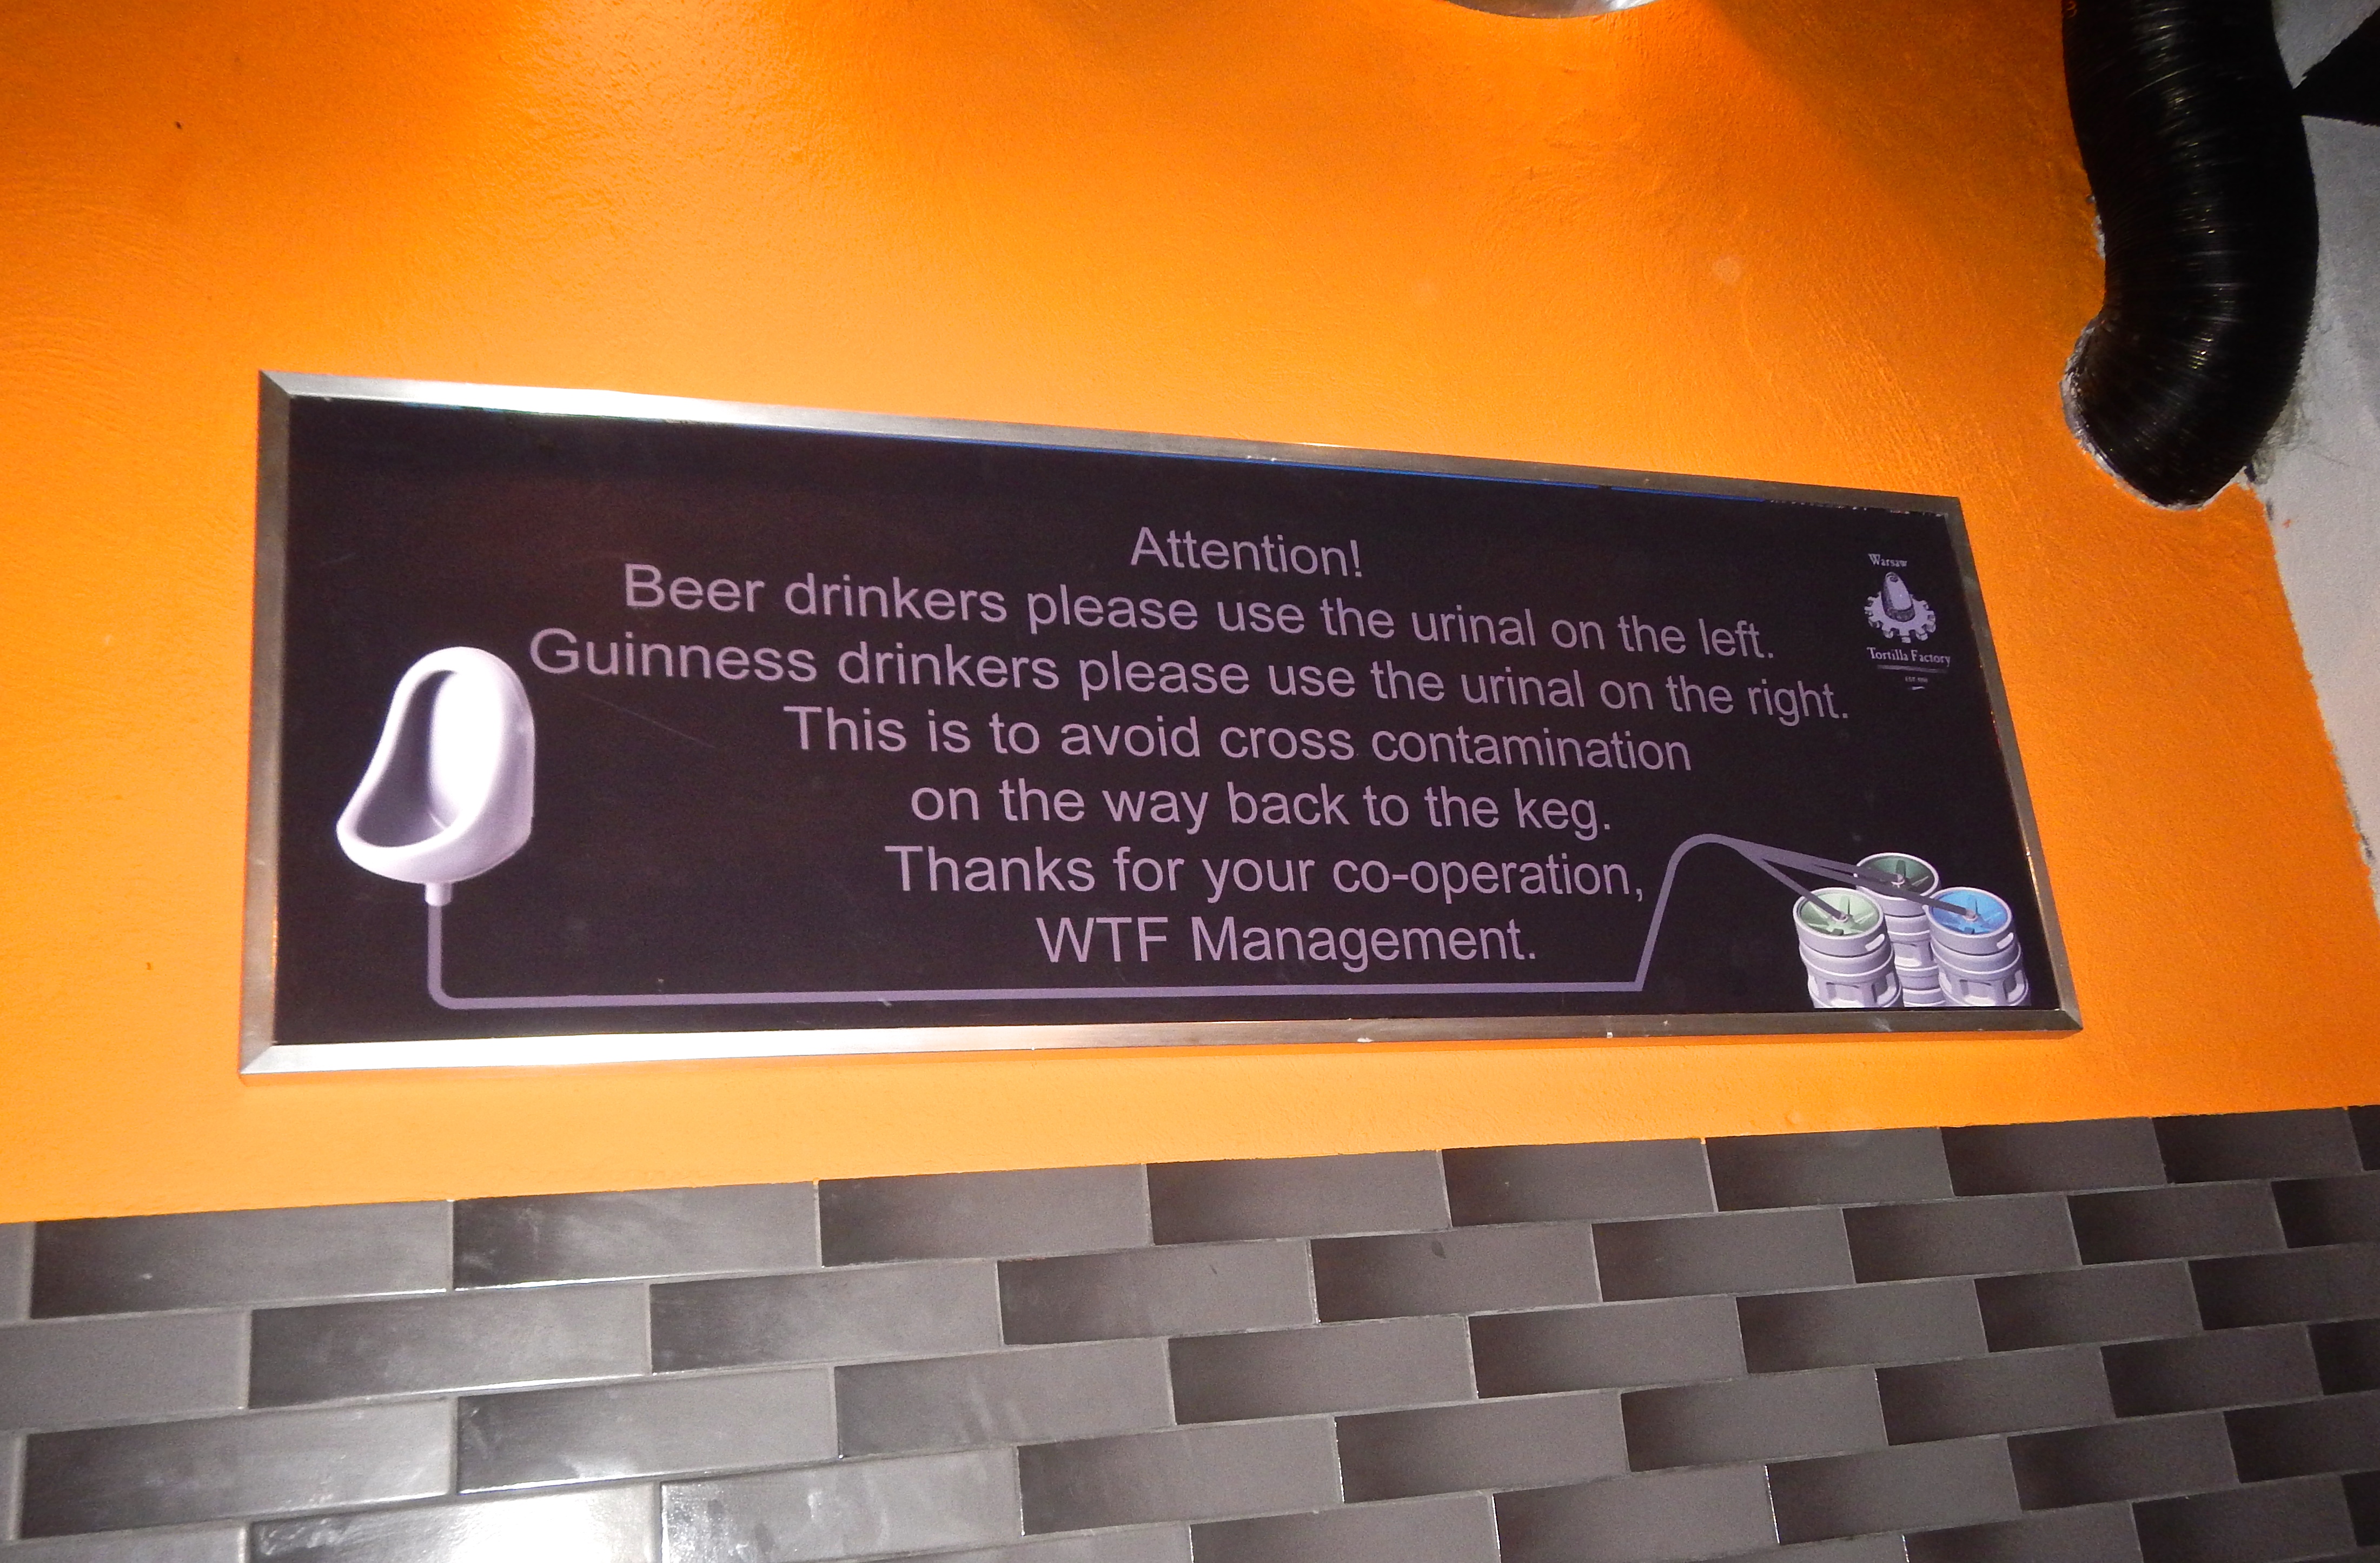 Attention!
Beer drinkers please use the urinal on the left.
Guinness drinkers please use the urinal on the right.
This is to avoid cross contamination
on the way back to the keg.
Thanks for your co-operation,
WTF Management.
Warsaw
Tortilla Factory